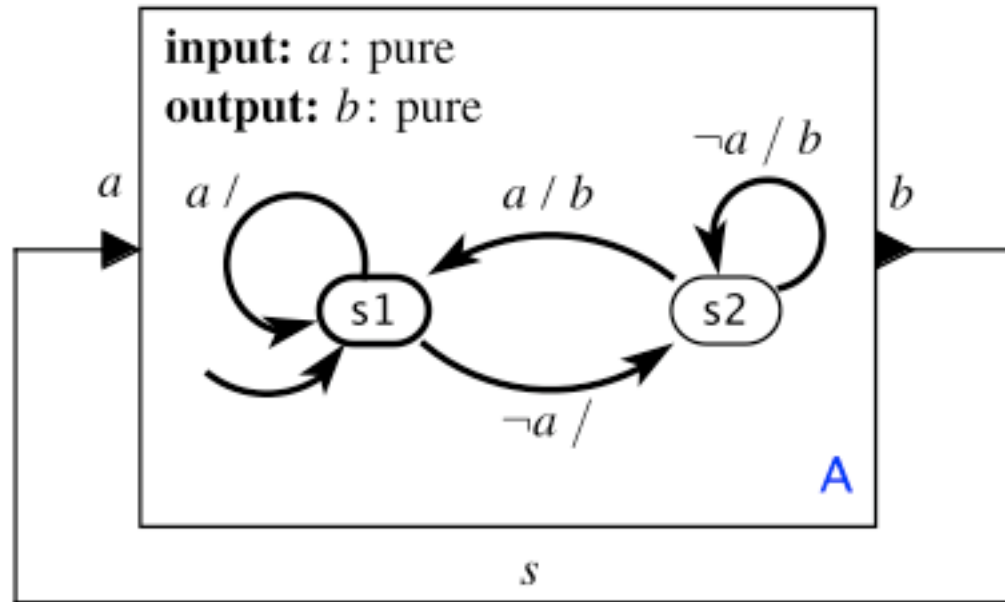 input: a: pure
output: b: pure
a
a /
a / b
¬a / b
b
s1
s2
¬a /
A
s